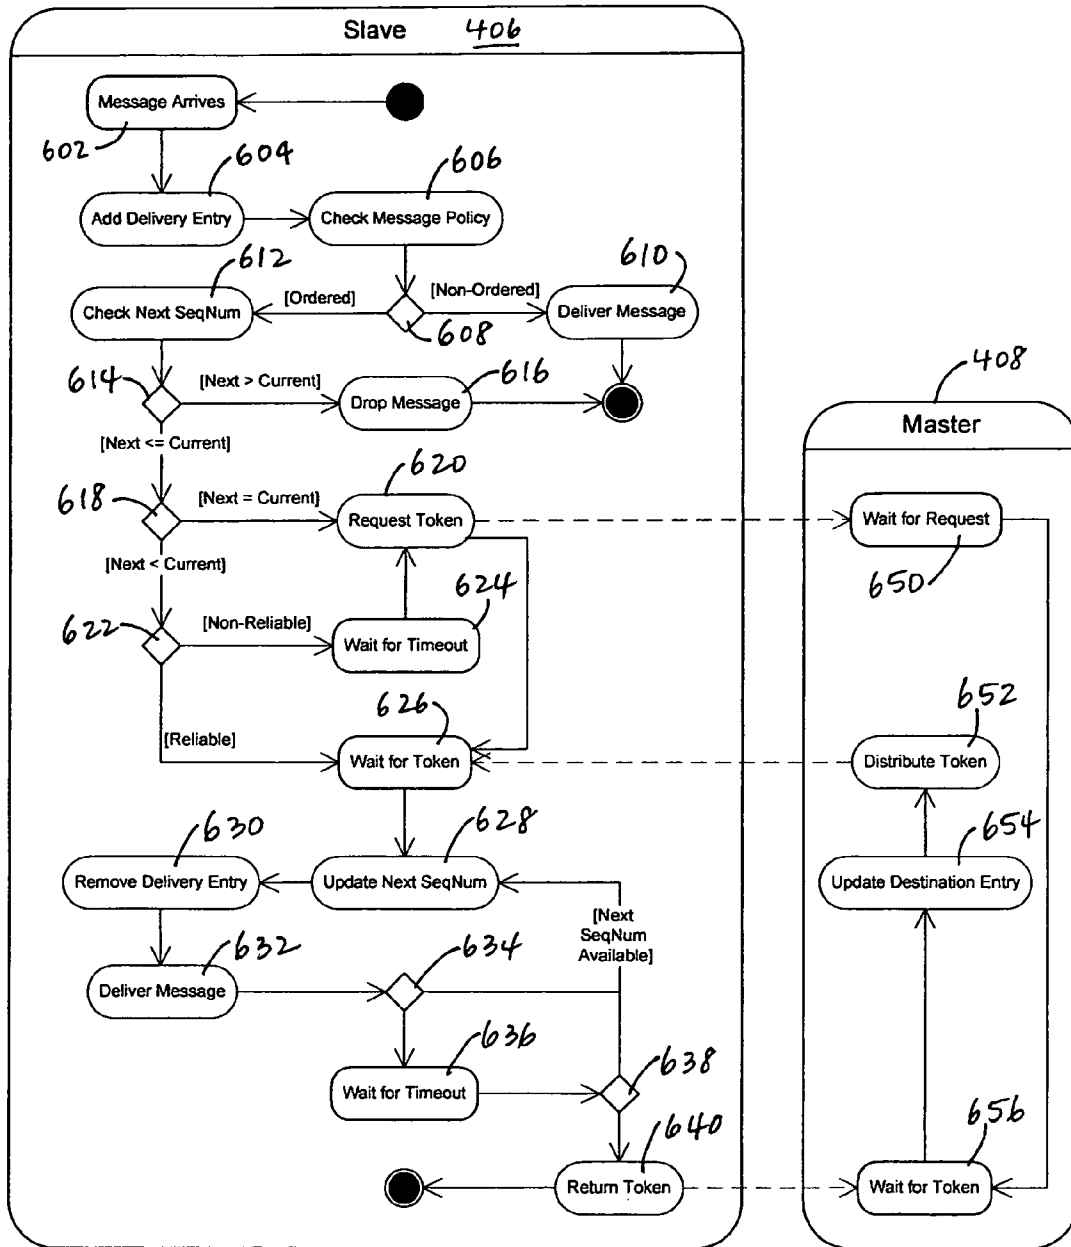 Slave 406
Message Arrives
602
604
606
Add Delivery Entry
Check Message Policy
612
610
[Ordered]
[Non-Ordered]
Check Next SeqNum
Deliver Message
608
614
[Next > Current]
616
Drop Message
408
Master
[Next <= Current]
620
618
[Next = Current]
Request Token
Wait for Request
[Next < Current]
624
650
622
[Non-Reliable]
Wait for Timeout
626
652
[Reliable]
Wait for Token
Distribute Token
630
628
654
Remove Delivery Entry
Update Next SeqNum
Update Destination Entry
[Next
SeqNum
Available]
632
634
Deliver Message
636
638
Wait for Timeout
640
656
Return Token
Wait for Token